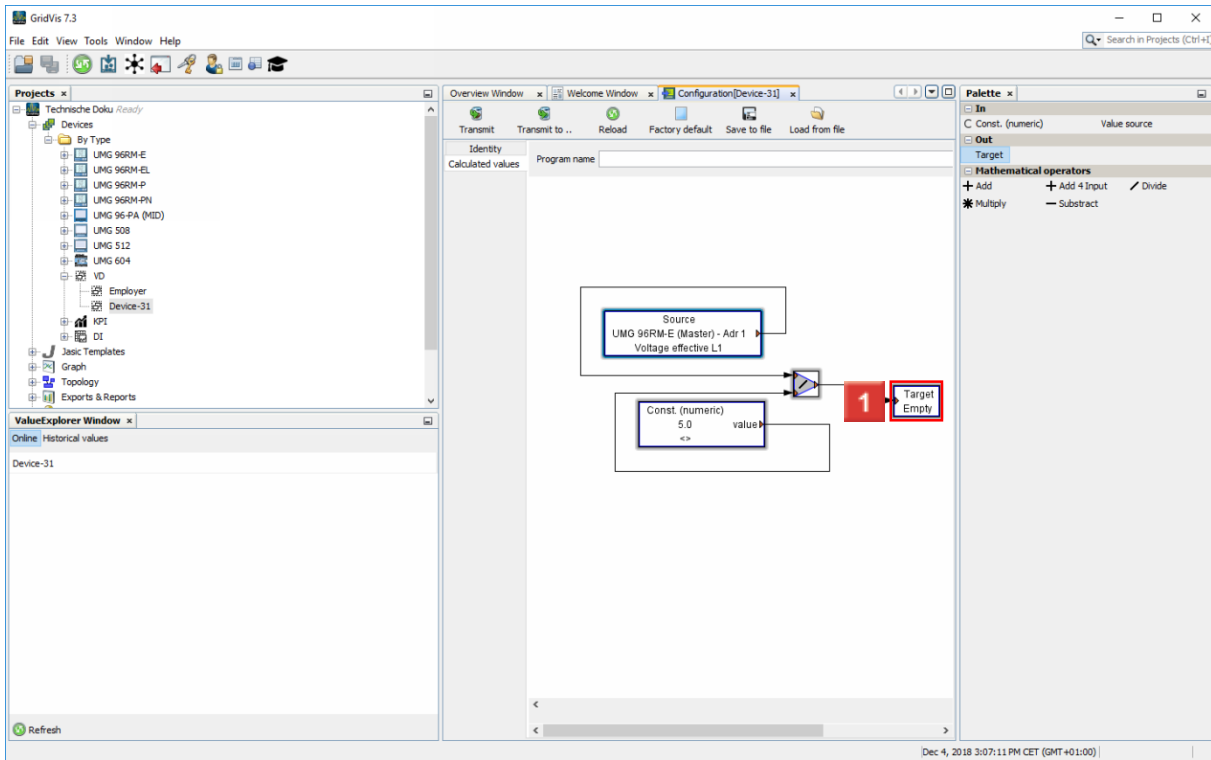 GridVis 7.3
File Edit View Tools Window Help
Search in Projects (Ctrl+I)
Projects
Technische Doku Ready
Devices
By Type
UMG 96RM-E
UMG 96RM-EL
UMG 96RM-P
UMG 96RM-PN
UMG 96-PA (MID)
UMG 508
UMG 512
UMG 604
VD
Employer
Device-31
KPI
DI
Jasic Templates
Graph
Topology
Exports & Reports
ValueExplorer Window
Online Historical values
Device-31
Refresh
Overview Window Welcome Window Configuration[Device-31]
Transmit Transmit to .. Reload Factory default Save to file Load from file
Identity
Calculated values
Program name
Source
UMG 96RM-E (Master) - Adr 1
Voltage effective L1
Const. (numeric)
5.0 value
<>
1
Target
Empty
Palette
In
C Const. (numeric) Value source
Out
Target
Mathematical operators
Add Add 4 Input Divide
Multiply Substract
Dec 4, 2018 3:07:11 PM CET (GMT+01:00)